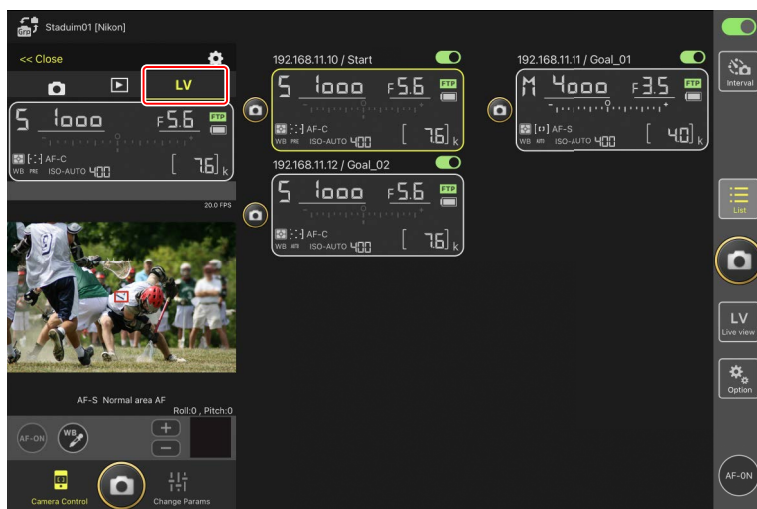 Grp
Staduim01 [Nikon]
<< Close
LV
S 1000 F5.6 FTP
AF-C
WB PRE ISO-AUTO 400 [ 7.6] k
20.0 FPS
AF-S Normal area AF
Roll:0 , Pitch:0
AF-ON WB + −
Camera Control Change Params
192.168.11.10 / Start
S 1000 F5.6 FTP
AF-C
WB PRE ISO-AUTO 400 [ 7.6] k
192.168.11.11 / Goal_01
M 4000 F3.5 FTP
AF-S
WB AUTO ISO-AUTO 400 [ 4.0] k
192.168.11.12 / Goal_02
S 1000 F5.6 FTP
AF-C
WB AUTO ISO-AUTO 400 [ 7.6] k
Interval
List
LV
Live view
Option
AF-ON